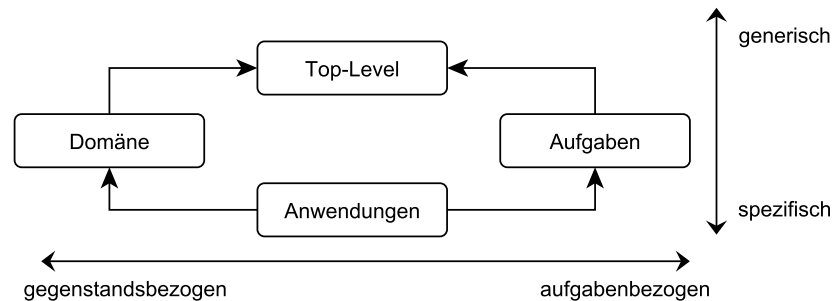 generisch
Top-Level
Domäne
Aufgaben
Anwendungen
spezifisch
gegenstandsbezogen
aufgabenbezogen